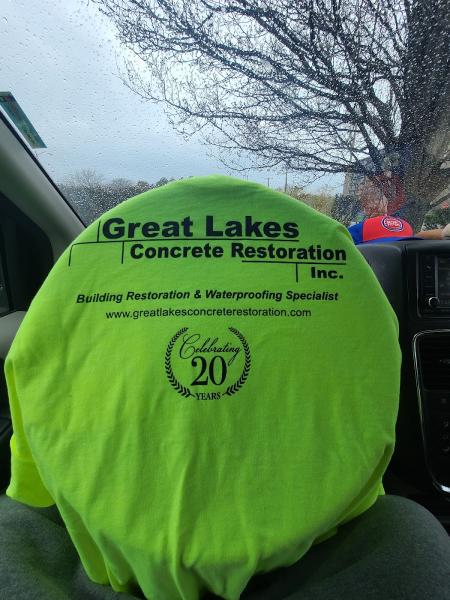 Great Lakes
Concrete Restoration
Inc.
Building Restoration & Waterproofing Specialist
www.greatlakesconcreterestoration.com
Celebrating
20
YEARS